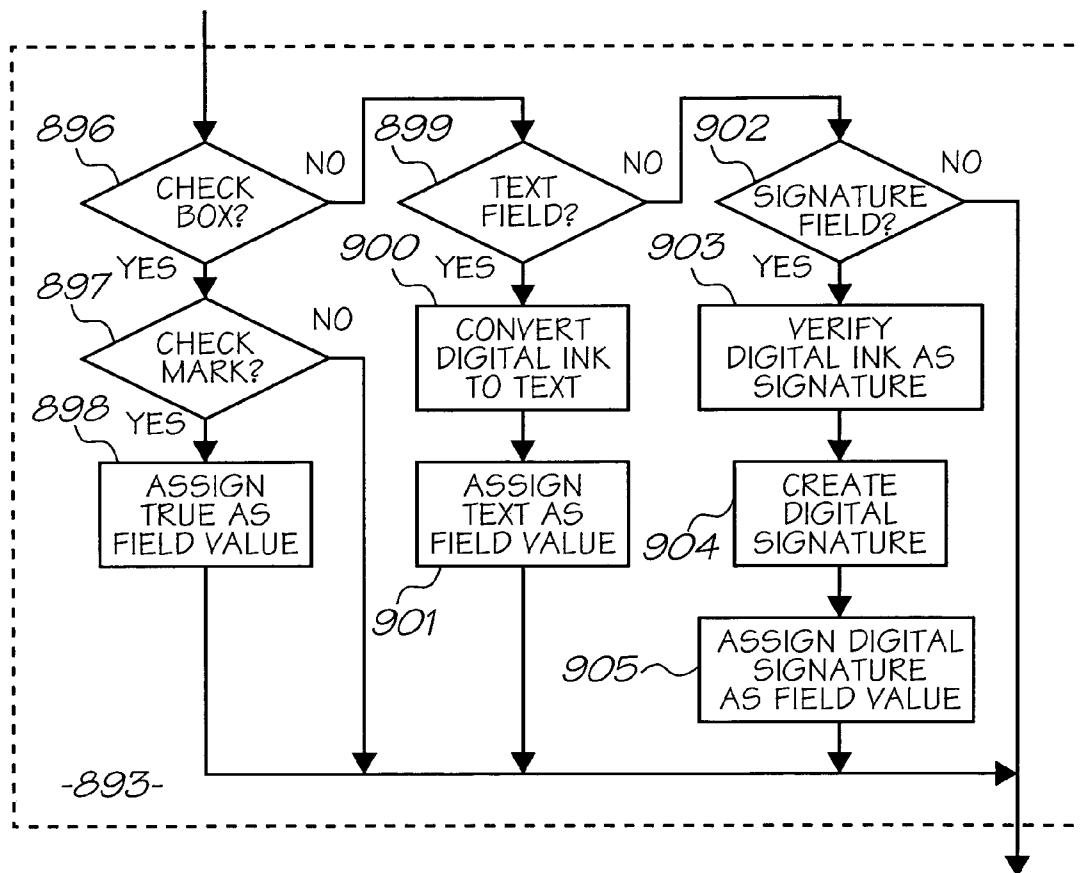 896
CHECK
BOX?
NO
YES
899
TEXT
FIELD?
NO
YES
902
SIGNATURE
FIELD?
NO
YES
897
CHECK
MARK?
NO
YES
900
CONVERT
DIGITAL INK
TO TEXT
903
VERIFY
DIGITAL INK AS
SIGNATURE
898
ASSIGN
TRUE AS
FIELD VALUE
ASSIGN
TEXT AS
FIELD VALUE
901
CREATE
DIGITAL
SIGNATURE
904
905
ASSIGN DIGITAL
SIGNATURE
AS FIELD VALUE
-893-